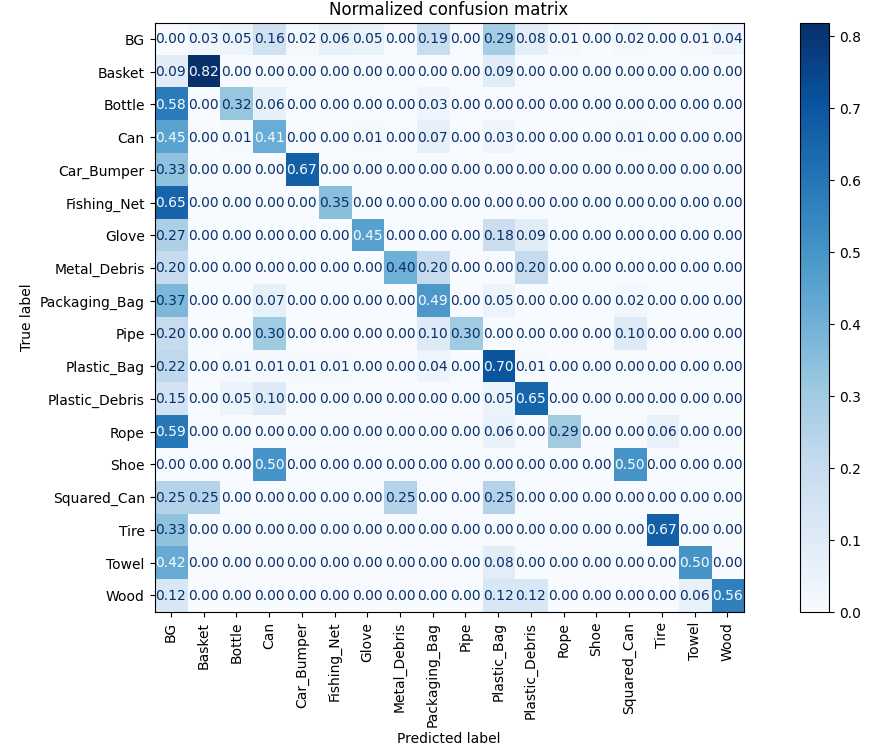 Normalized confusion matrix
BG 0.00 0.03 0.05 0.16 0.02 0.06 0.05 0.00 0.19 0.00 0.29 0.08 0.01 0.00 0.02 0.00 0.01 0.04
Basket 0.09 0.82 0.00 0.00 0.00 0.00 0.00 0.00 0.00 0.00 0.09 0.00 0.00 0.00 0.00 0.00 0.00 0.00
Bottle 0.58 0.00 0.32 0.06 0.00 0.00 0.00 0.00 0.03 0.00 0.00 0.00 0.00 0.00 0.00 0.00 0.00 0.00
Can 0.45 0.00 0.01 0.41 0.00 0.00 0.01 0.00 0.07 0.00 0.03 0.00 0.00 0.00 0.01 0.00 0.00 0.00
Car_Bumper 0.33 0.00 0.00 0.00 0.67 0.00 0.00 0.00 0.00 0.00 0.00 0.00 0.00 0.00 0.00 0.00 0.00 0.00
Fishing_Net 0.65 0.00 0.00 0.00 0.00 0.35 0.00 0.00 0.00 0.00 0.00 0.00 0.00 0.00 0.00 0.00 0.00 0.00
Glove 0.27 0.00 0.00 0.00 0.00 0.00 0.45 0.00 0.00 0.00 0.18 0.09 0.00 0.00 0.00 0.00 0.00 0.00
Metal_Debris 0.20 0.00 0.00 0.00 0.00 0.00 0.00 0.40 0.20 0.00 0.00 0.20 0.00 0.00 0.00 0.00 0.00 0.00
Packaging_Bag 0.37 0.00 0.00 0.07 0.00 0.00 0.00 0.00 0.49 0.00 0.05 0.00 0.00 0.00 0.02 0.00 0.00 0.00
Pipe 0.20 0.00 0.00 0.30 0.00 0.00 0.00 0.00 0.10 0.30 0.00 0.00 0.00 0.00 0.10 0.00 0.00 0.00
Plastic_Bag 0.22 0.00 0.01 0.01 0.01 0.01 0.00 0.00 0.04 0.00 0.70 0.01 0.00 0.00 0.00 0.00 0.00 0.00
Plastic_Debris 0.15 0.00 0.05 0.10 0.00 0.00 0.00 0.00 0.00 0.00 0.05 0.65 0.00 0.00 0.00 0.00 0.00 0.00
Rope 0.59 0.00 0.00 0.00 0.00 0.00 0.00 0.00 0.00 0.00 0.06 0.00 0.29 0.00 0.00 0.06 0.00 0.00
Shoe 0.00 0.00 0.00 0.50 0.00 0.00 0.00 0.00 0.00 0.00 0.00 0.00 0.00 0.00 0.50 0.00 0.00 0.00
Squared_Can 0.25 0.25 0.00 0.00 0.00 0.00 0.00 0.25 0.00 0.00 0.25 0.00 0.00 0.00 0.00 0.00 0.00 0.00
Tire 0.33 0.00 0.00 0.00 0.00 0.00 0.00 0.00 0.00 0.00 0.00 0.00 0.00 0.00 0.00 0.67 0.00 0.00
Towel 0.42 0.00 0.00 0.00 0.00 0.00 0.00 0.00 0.00 0.00 0.08 0.00 0.00 0.00 0.00 0.00 0.50 0.00
Wood 0.12 0.00 0.00 0.00 0.00 0.00 0.00 0.00 0.00 0.00 0.12 0.12 0.00 0.00 0.00 0.00 0.06 0.56
True label
BG Basket Bottle Can Car_Bumper Fishing_Net Glove Metal_Debris Packaging_Bag Pipe Plastic_Bag Plastic_Debris Rope Shoe Squared_Can Tire Towel Wood
Predicted label
0.8
0.7
0.6
0.5
0.4
0.3
0.2
0.1
0.0